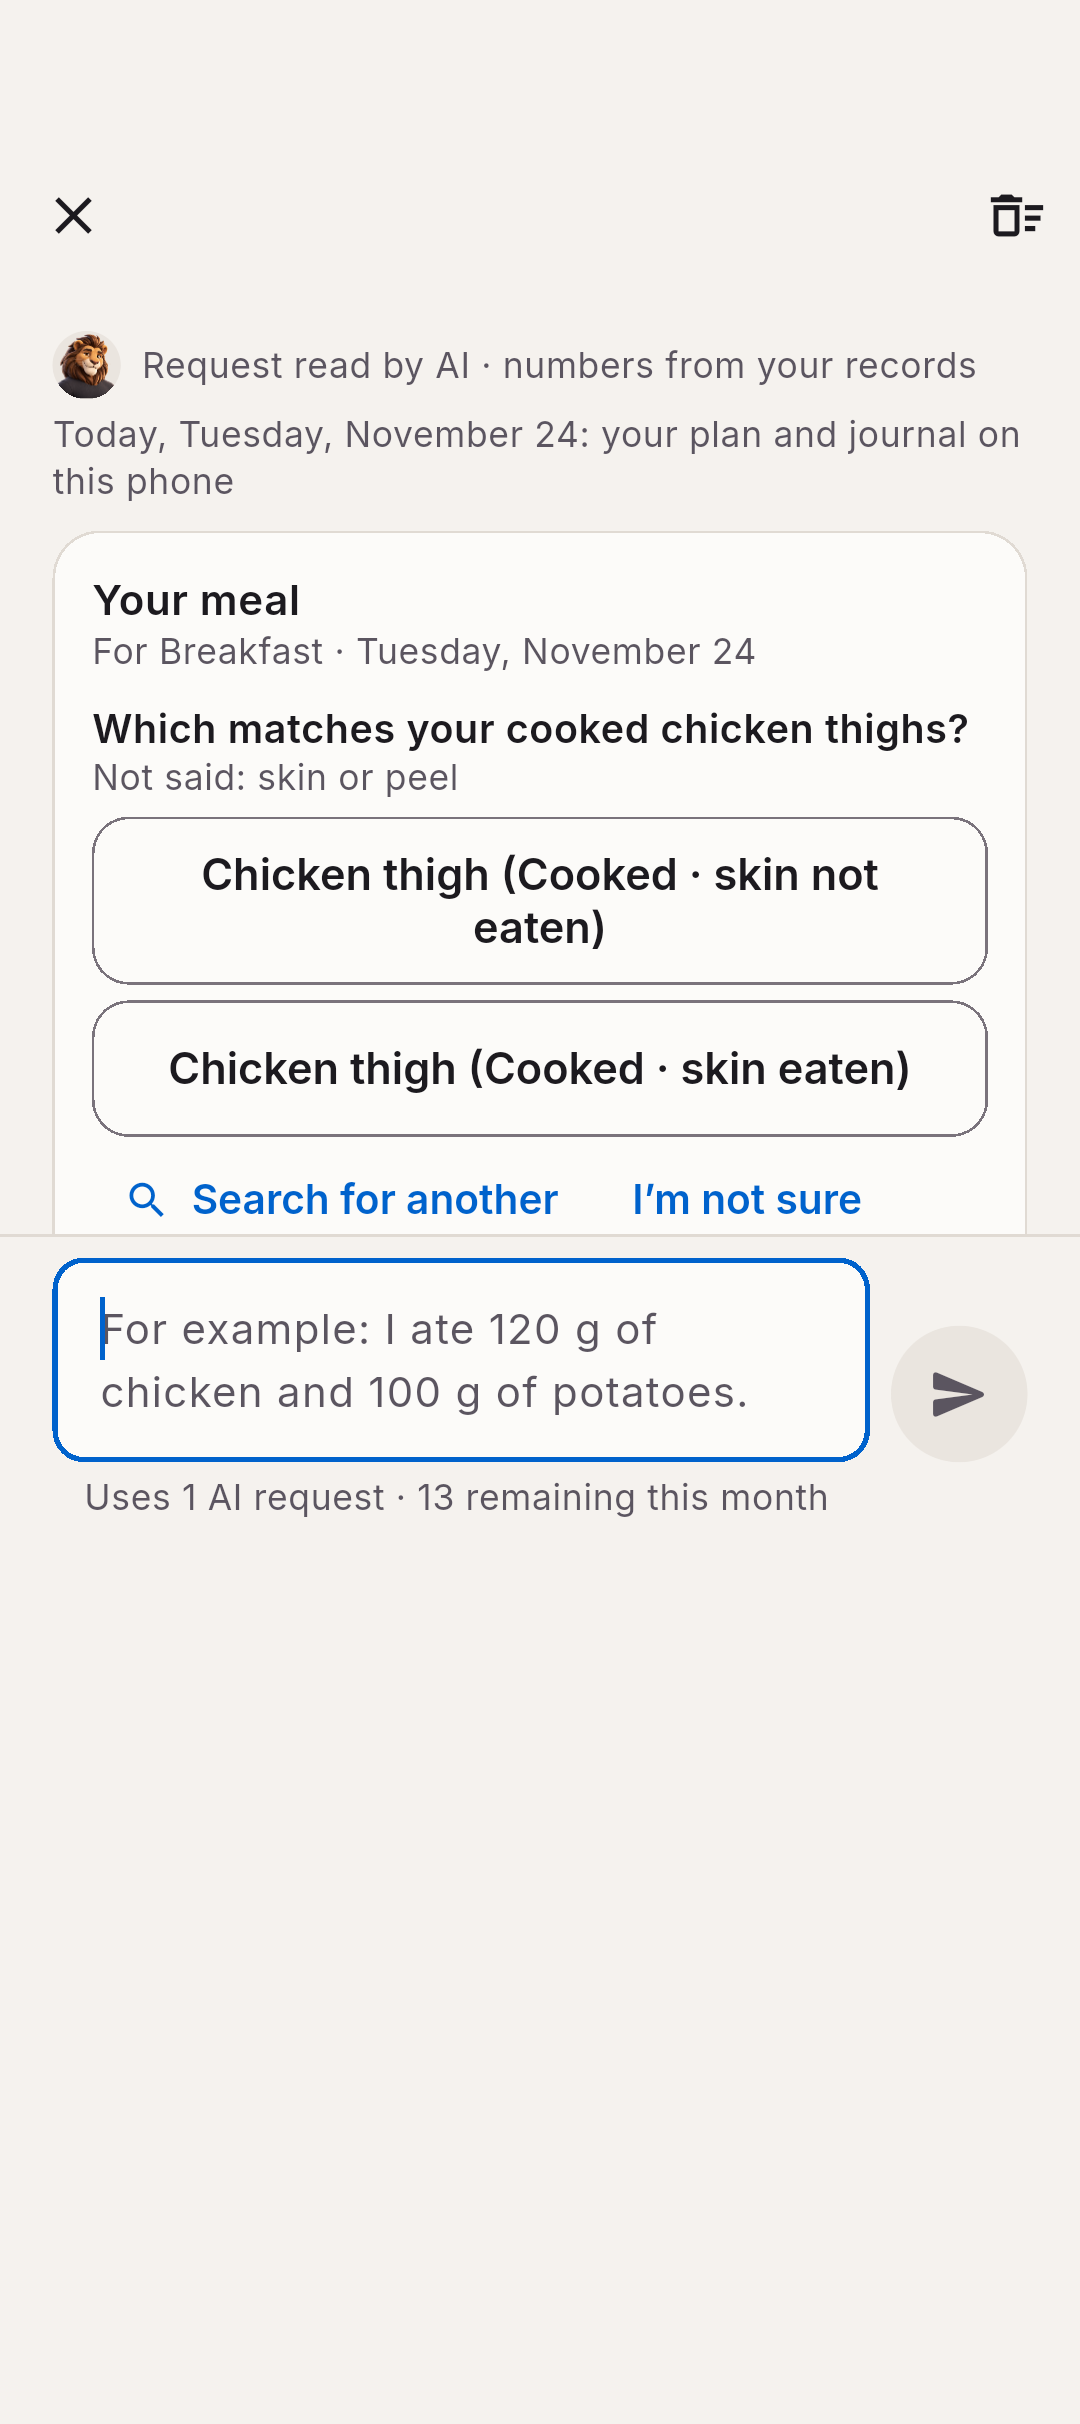 Request read by AI · numbers from your records
Today, Tuesday, November 24: your plan and journal on
this phone
Your meal
For Breakfast · Tuesday, November 24
Which matches your cooked chicken thighs?
Not said: skin or peel
Chicken thigh (Cooked · skin not
eaten)
Chicken thigh (Cooked · skin eaten)
Search for another I’m not sure
For example: I ate 120 g of
chicken and 100 g of potatoes.
Uses 1 AI request · 13 remaining this month